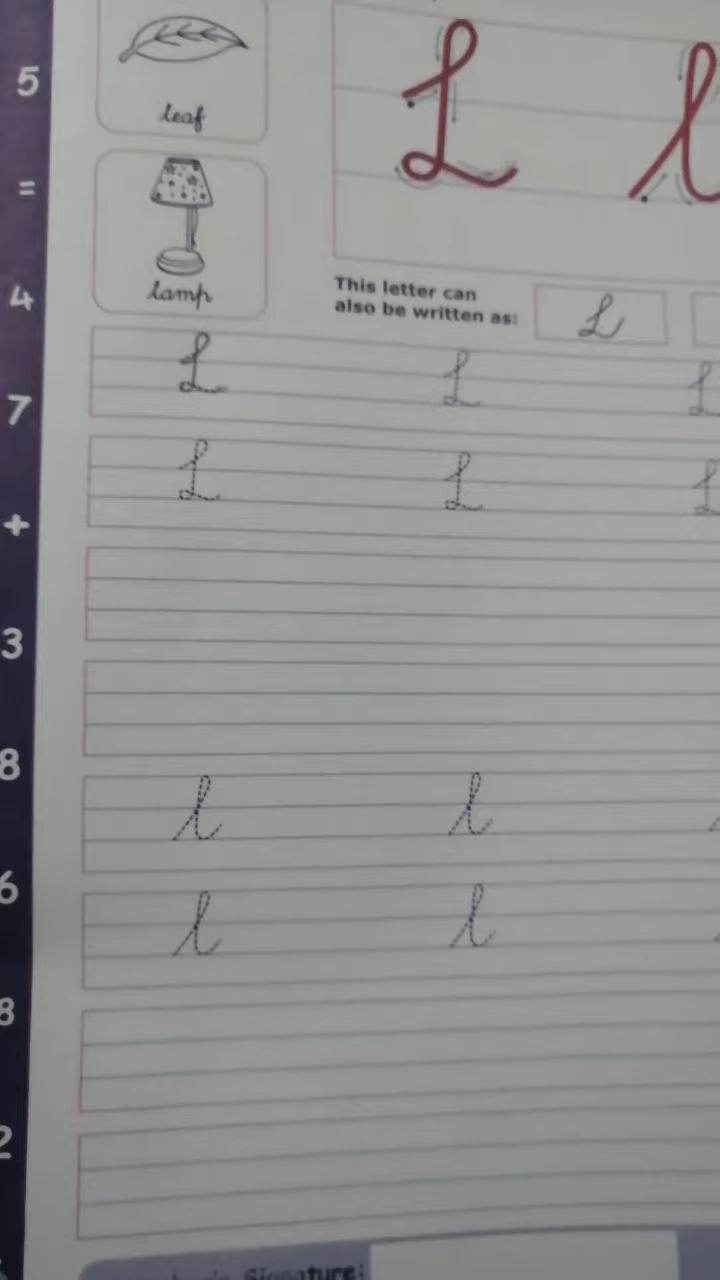 5
leaf
L l
=
lamp
4
This letter can
also be written as: L
L L L
7
L L L
+
3
8
l l
6
l l
8
2
Signature: